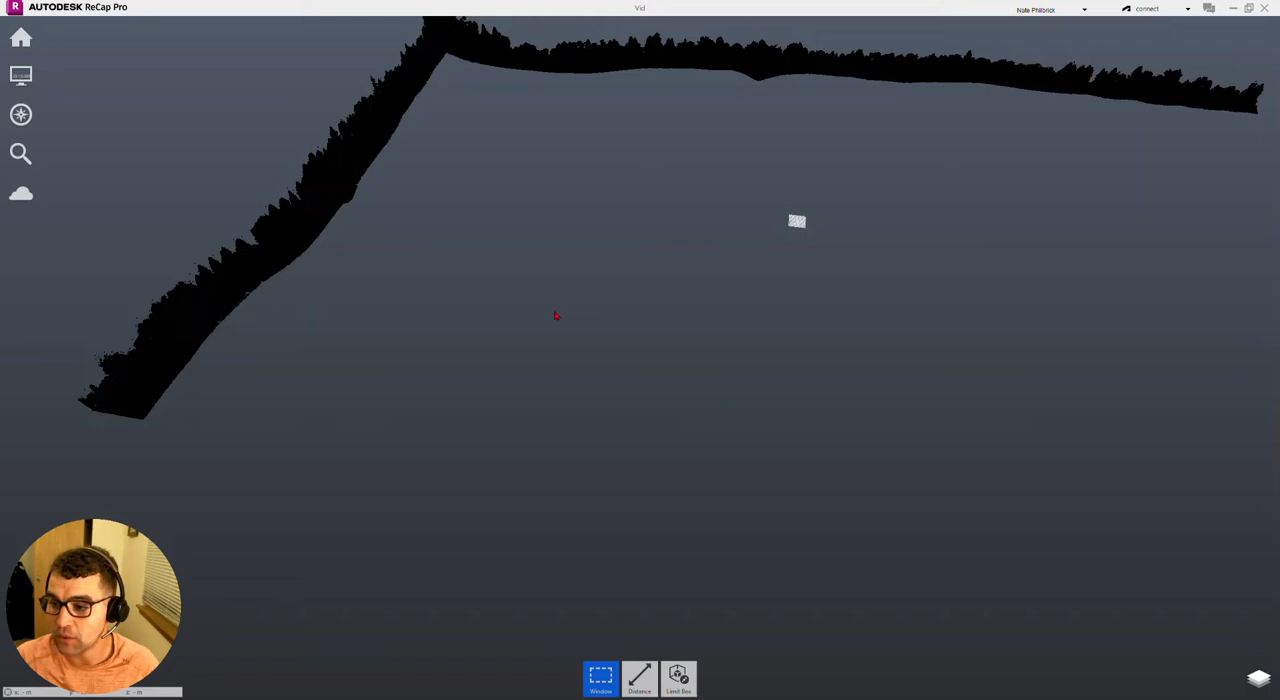 R AUTODESK ReCap Pro
Vid
Nate Philbrick
connect
Window
Distance
Limit Box
x: - m
z: - m